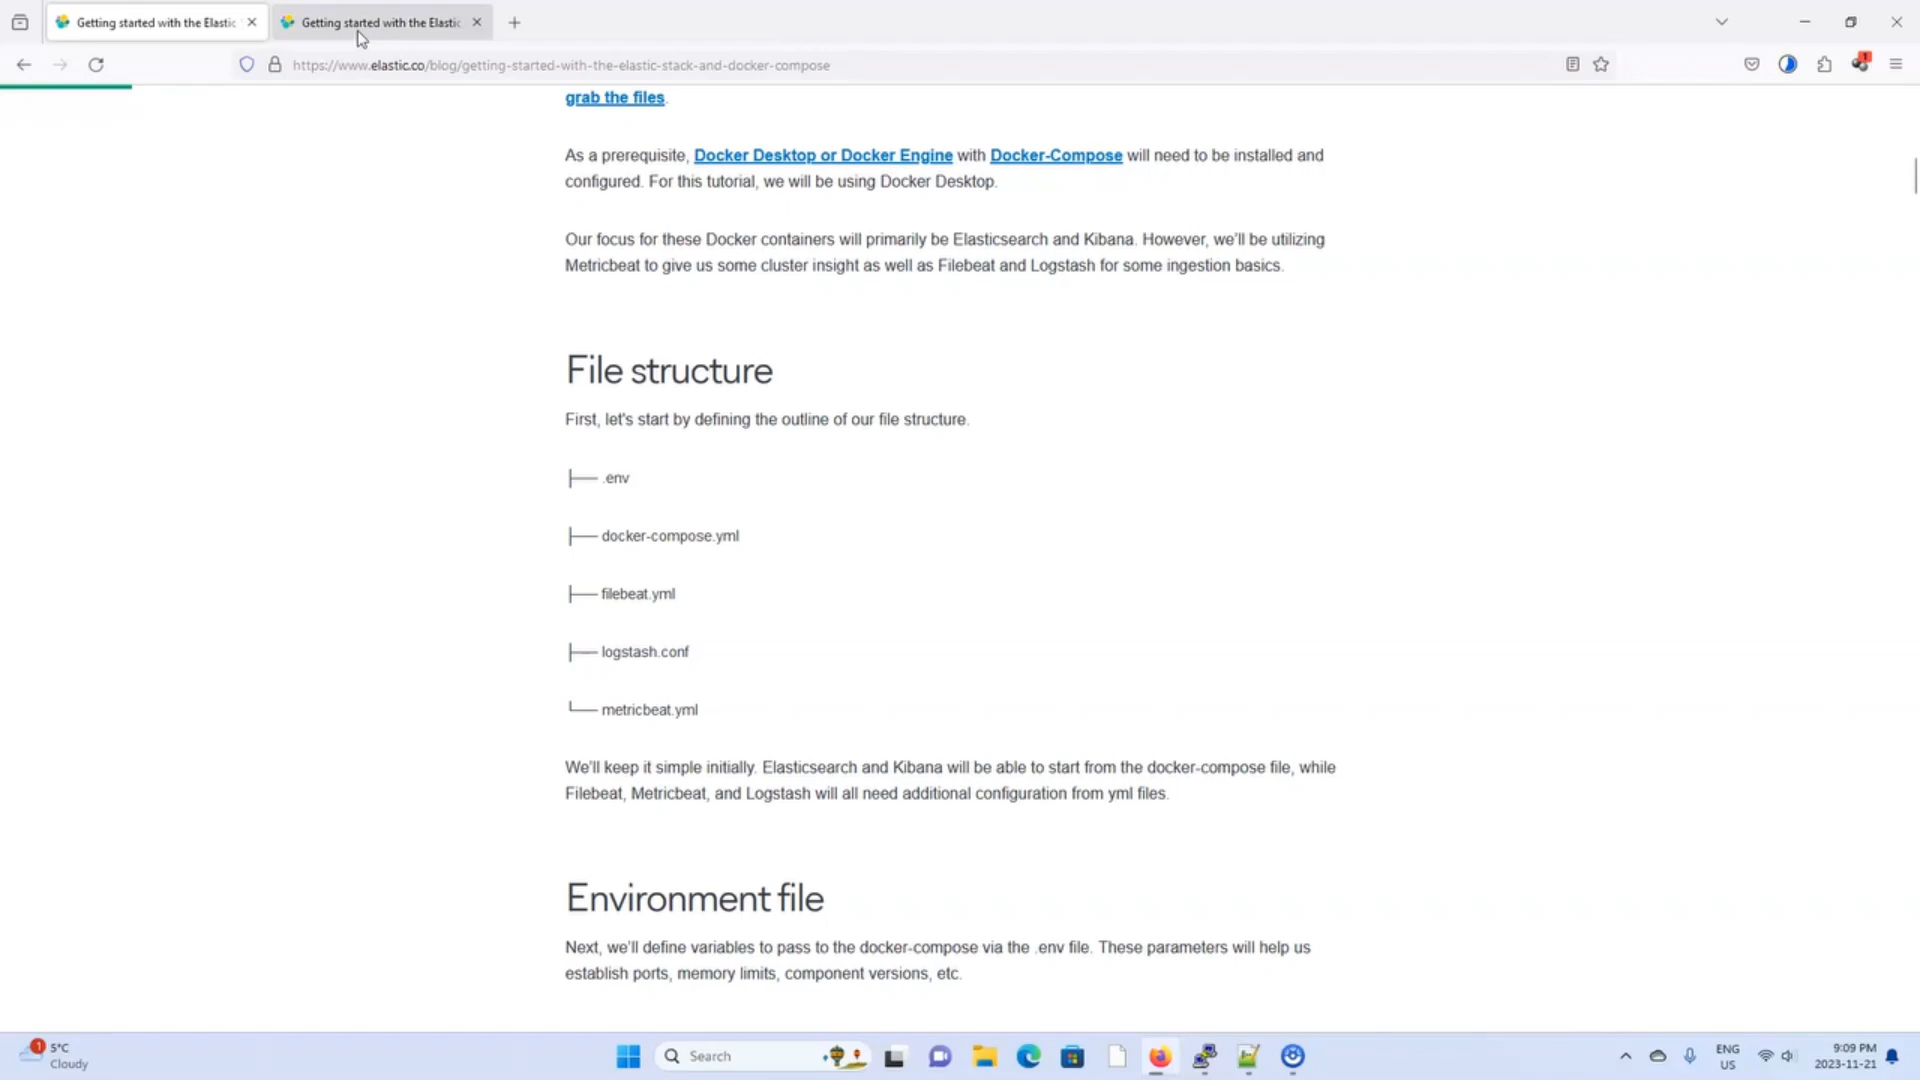 Getting started with the Elastic
Getting started with the Elastic
https://www.elastic.co/blog/getting-started-with-the-elastic-stack-and-docker-compose
1
grab the files.
As a prerequisite, Docker Desktop or Docker Engine with Docker-Compose will need to be installed and
configured. For this tutorial, we will be using Docker Desktop.
Our focus for these Docker containers will primarily be Elasticsearch and Kibana. However, we'll be utilizing
Metricbeat to give us some cluster insight as well as Filebeat and Logstash for some ingestion basics.
File structure
First, let's start by defining the outline of our file structure.
├── .env
├── docker-compose.yml
├── filebeat.yml
├── logstash.conf
└── metricbeat.yml
We'll keep it simple initially. Elasticsearch and Kibana will be able to start from the docker-compose file, while
Filebeat, Metricbeat, and Logstash will all need additional configuration from yml files.
Environment file
Next, we'll define variables to pass to the docker-compose via the .env file. These parameters will help us
establish ports, memory limits, component versions, etc.
1
5°C
Cloudy
Search
ENG
US
9:09 PM
2023-11-21